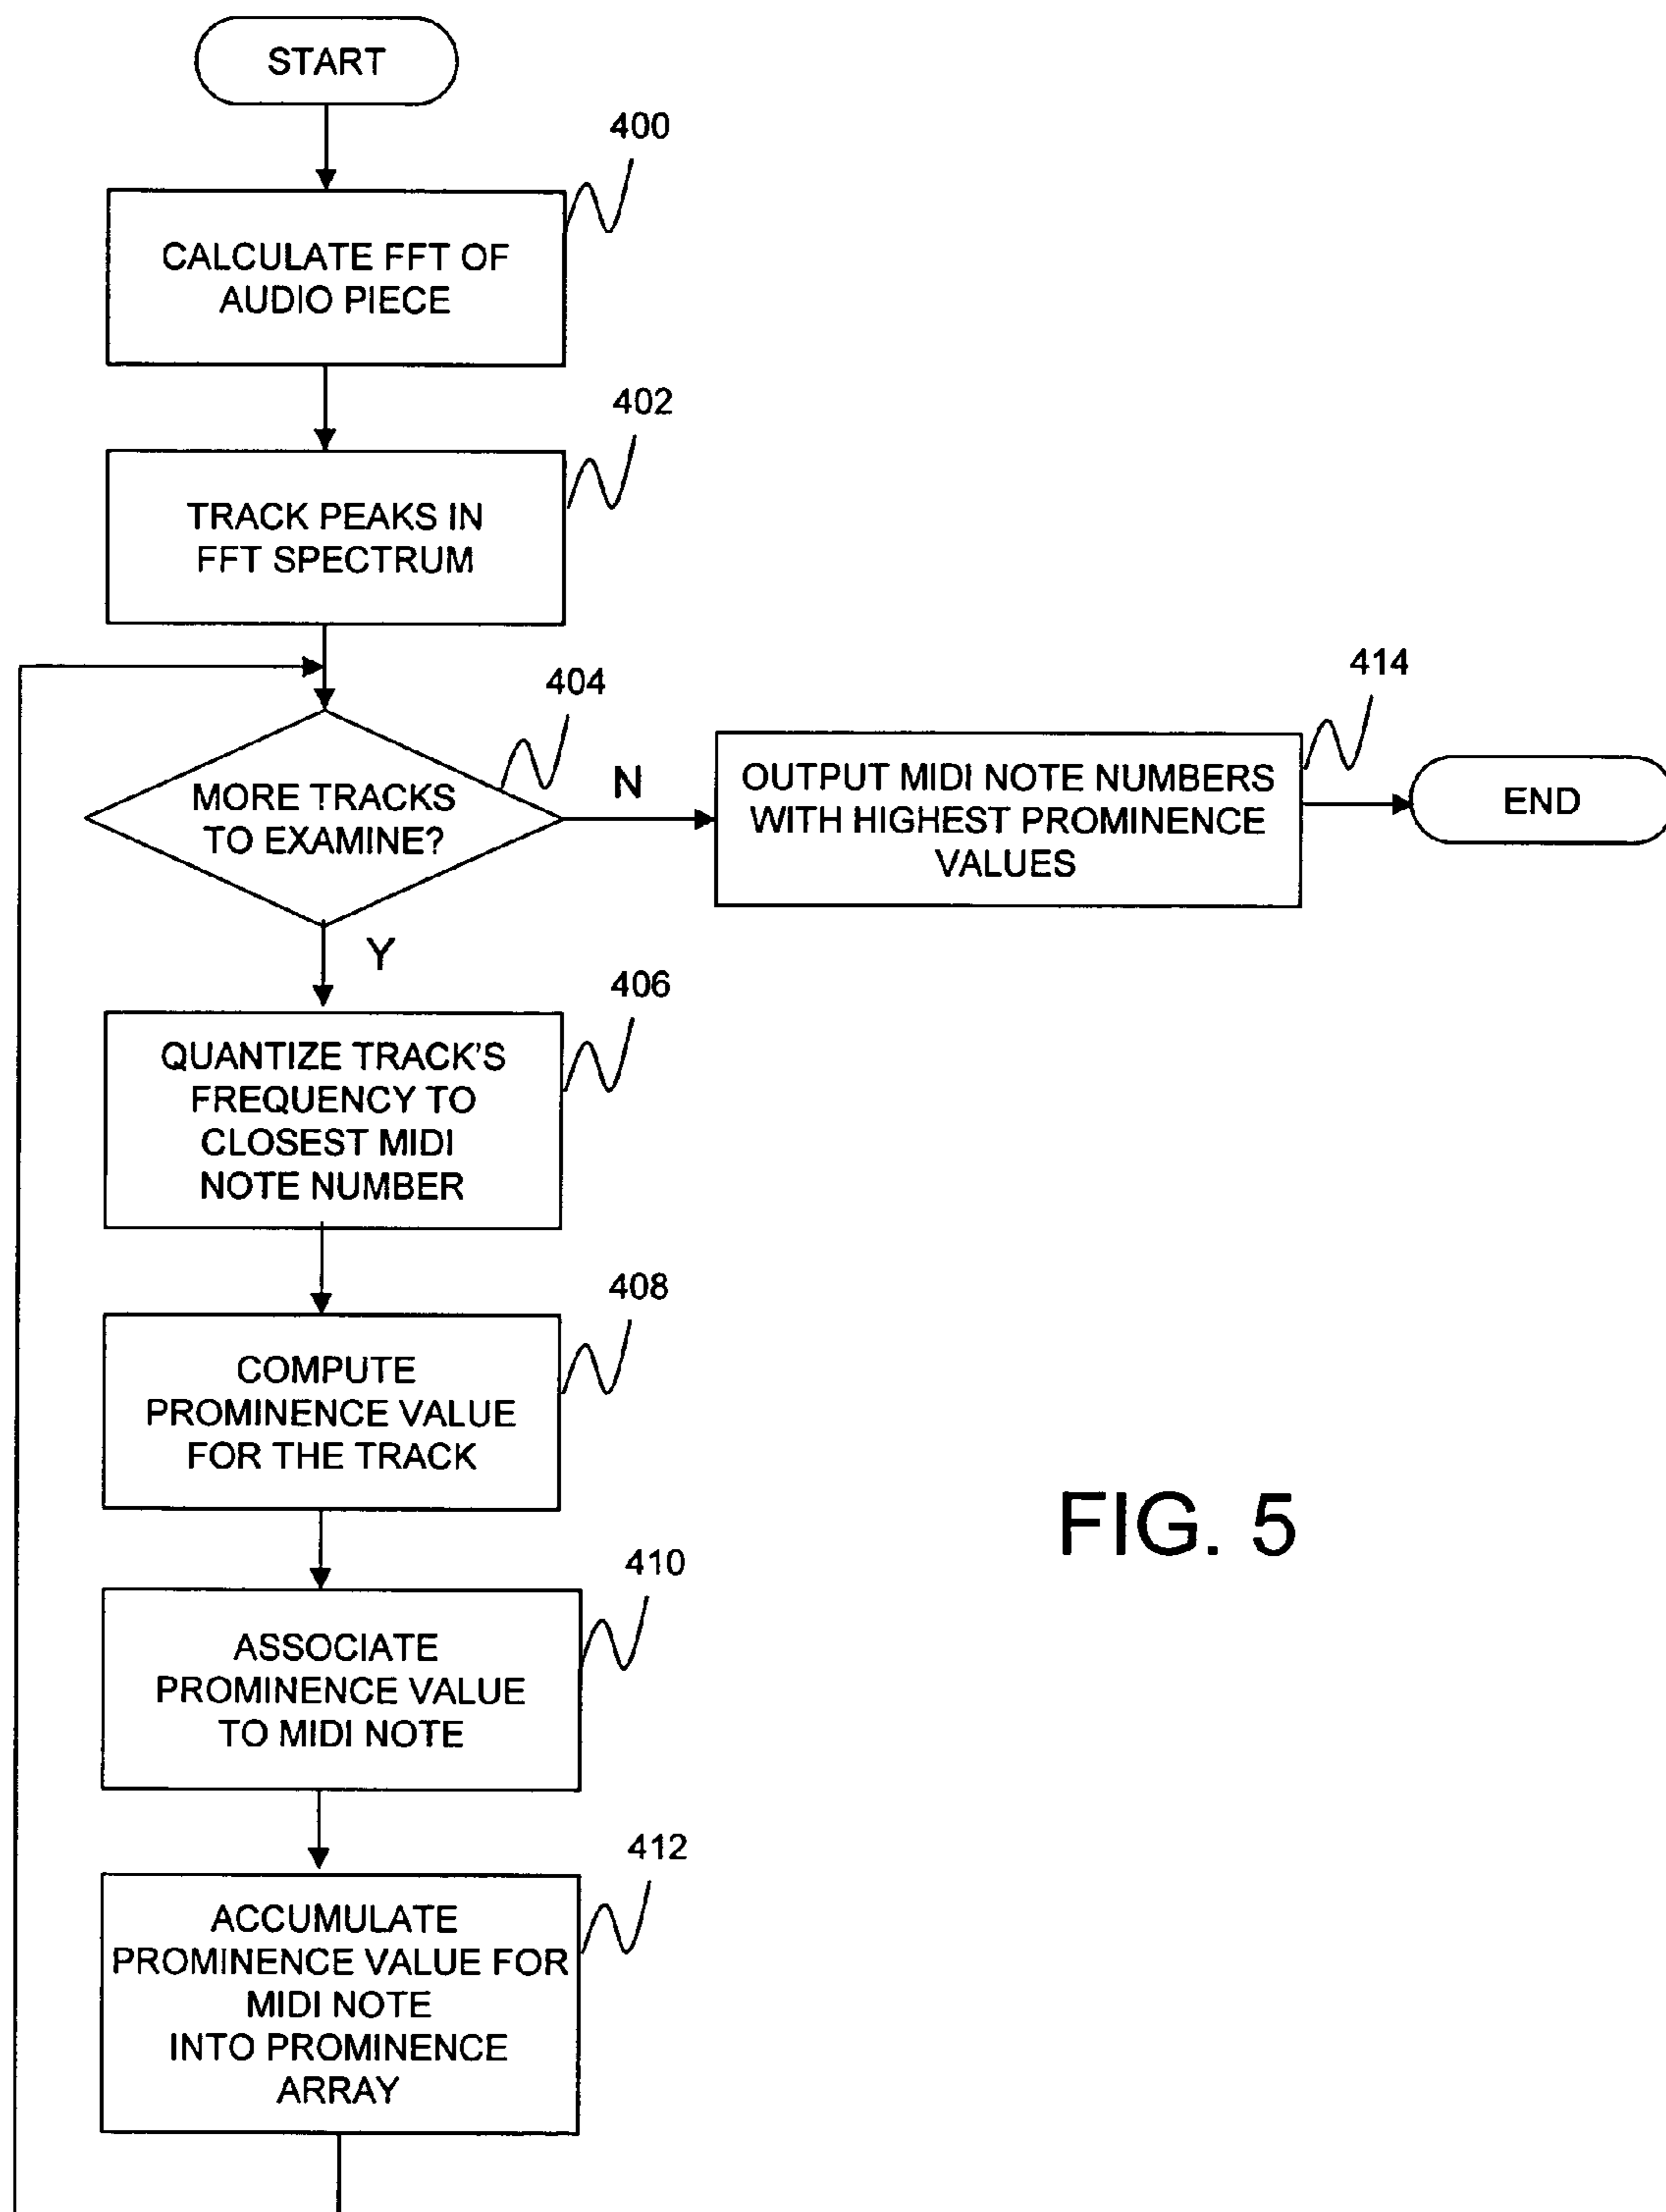 START
400
CALCULATE FFT OF
AUDIO PIECE
402
TRACK PEAKS IN
FFT SPECTRUM
404
MORE TRACKS
TO EXAMINE?
N
414
OUTPUT MIDI NOTE NUMBERS
WITH HIGHEST PROMINENCE
VALUES
END
Y
406
QUANTIZE TRACK'S
FREQUENCY TO
CLOSEST MIDI
NOTE NUMBER
408
COMPUTE
PROMINENCE VALUE
FOR THE TRACK
410
ASSOCIATE
PROMINENCE VALUE
TO MIDI NOTE
412
ACCUMULATE
PROMINENCE VALUE FOR
MIDI NOTE
INTO PROMINENCE
ARRAY
FIG. 5